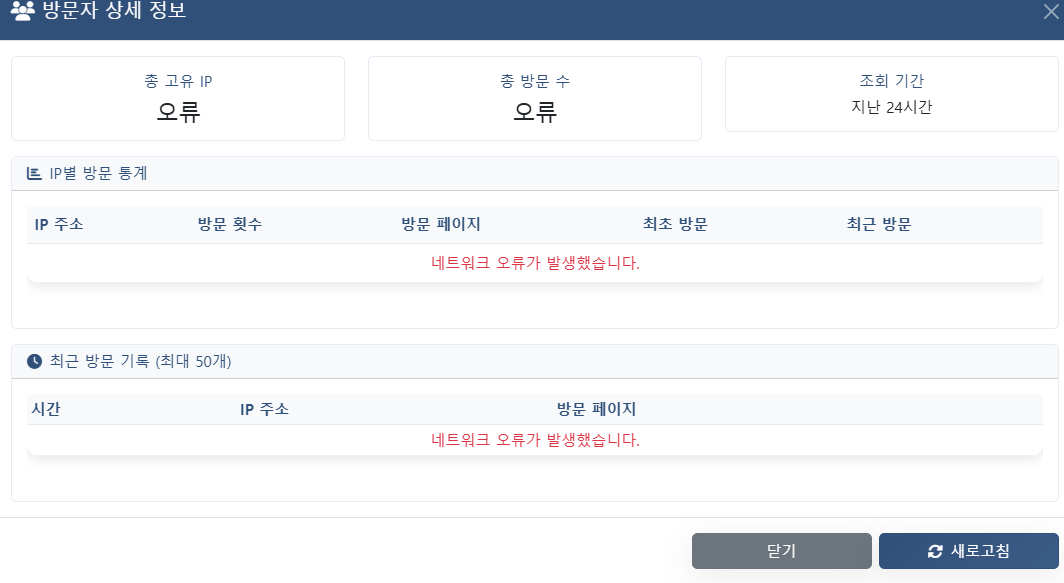 방문자 상세 정보
총 고유 IP
오류
총 방문 수
오류
조회 기간
지난 24시간
IP별 방문 통계
IP 주소 방문 횟수 방문 페이지 최초 방문 최근 방문
네트워크 오류가 발생했습니다.
최근 방문 기록 (최대 50개)
시간 IP 주소 방문 페이지
네트워크 오류가 발생했습니다.
닫기 새로고침